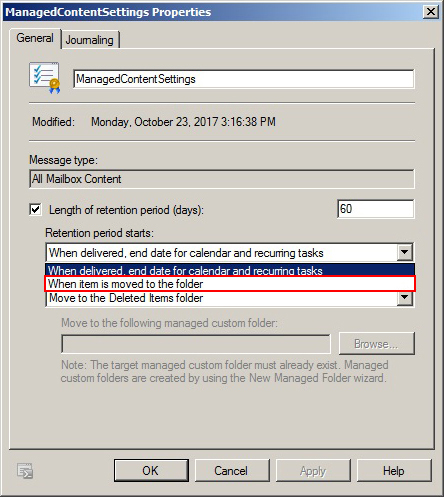 ManagedContentSettings Properties
General
Journaling
ManagedContentSettings
Modified: Monday, October 23, 2017 3:16:38 PM
Message type:
All Mailbox Content
Length of retention period (days): 60
Retention period starts:
When delivered, end date for calendar and recurring tasks
When delivered, end date for calendar and recurring tasks
When item is moved to the folder
Move to the Deleted Items folder
Move to the following managed custom folder:
Browse...
Note: The target managed custom folder must already exist. Managed
custom folders are created by using the New Managed Folder wizard.
OK
Cancel
Apply
Help